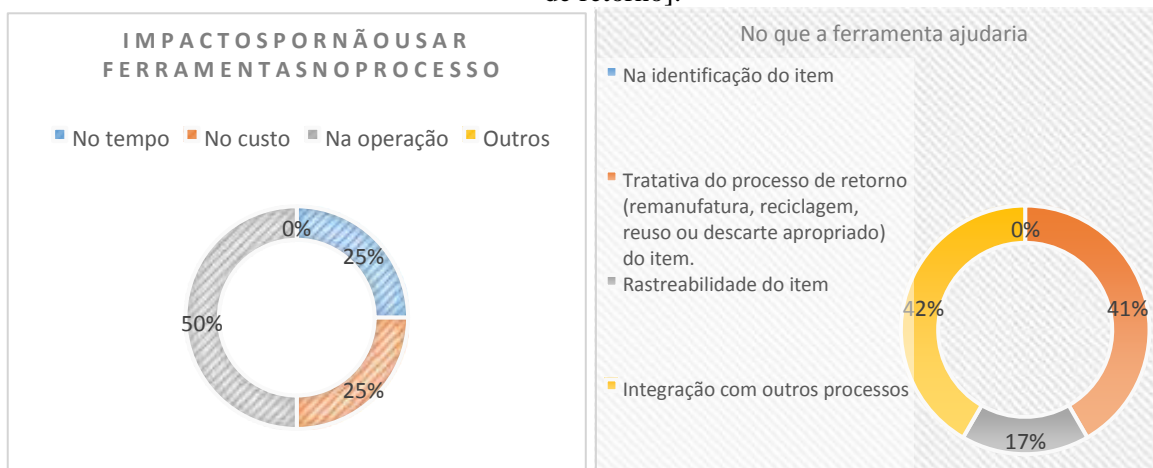 de retorno].
IMPACTOSPORNÃOUSAR
FERRAMENTASNOPROCESSO
No tempo No custo Na operação Outros
0%
25%
50%
25%
No que a ferramenta ajudaria
Na identificação do item
Tratativa do processo de retorno
(remanufatura, reciclagem,
reuso ou descarte apropriado)
do item.
Rastreabilidade do item
Integração com outros processos
0%
42%
41%
17%